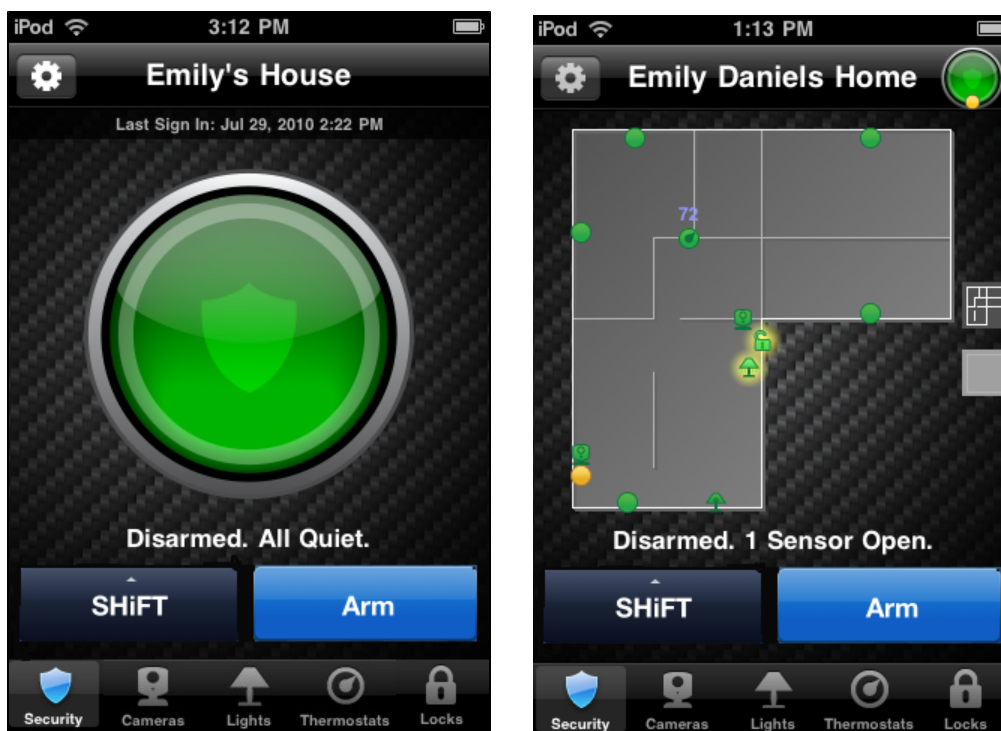 iPod 3:12 PM
Emily's House
Last Sign In: Jul 29, 2010 2:22 PM
Disarmed. All Quiet.
SHiFT Arm
Security Cameras Lights Thermostats Locks
iPod 1:13 PM
Emily Daniels Home
72
Disarmed. 1 Sensor Open.
SHiFT Arm
Security Cameras Lights Thermostats Locks